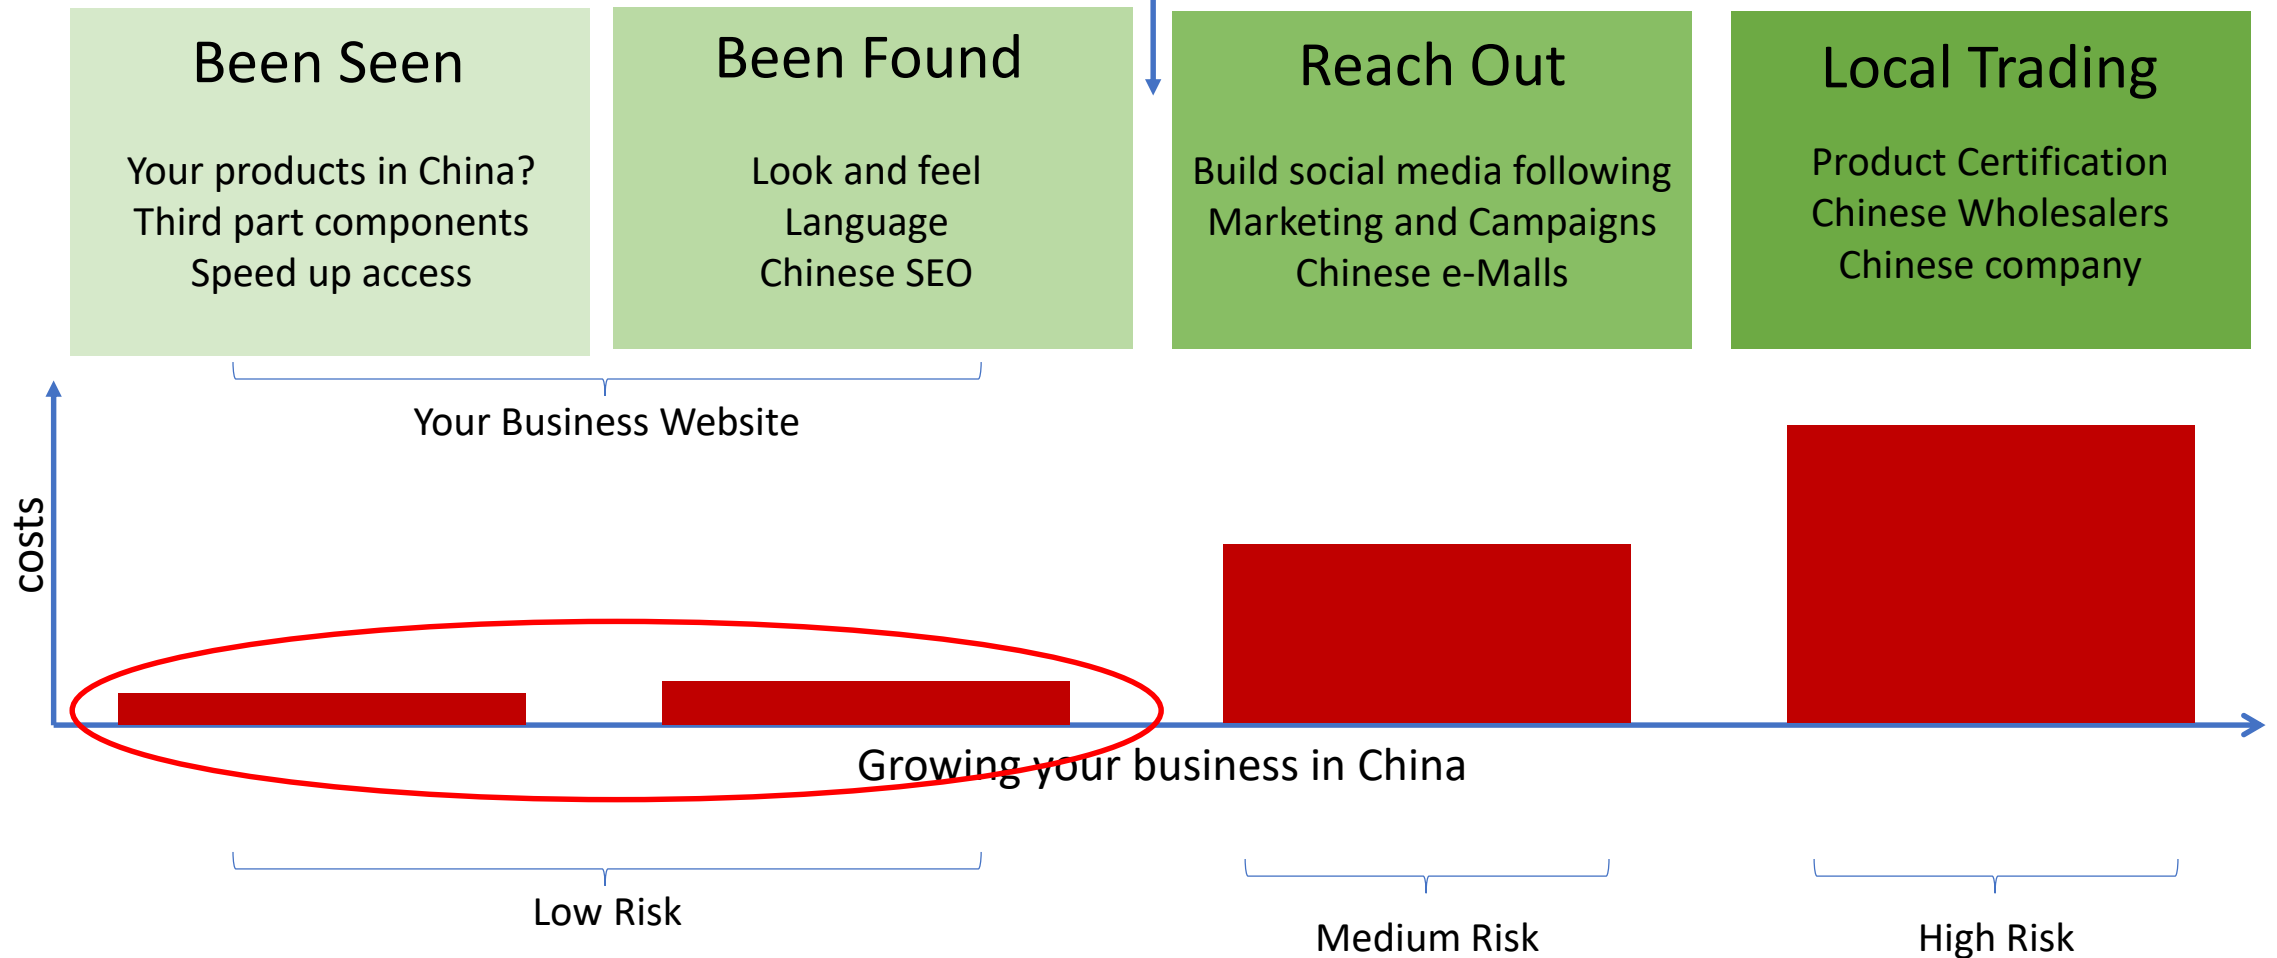 Been Seen
Your products in China?
Third part components
Speed up access
Been Found
Look and feel
Language
Chinese SEO
Reach Out
Build social media following
Marketing and Campaigns
Chinese e-Malls
Local Trading
Product Certification
Chinese Wholesalers
Chinese company
Your Business Website
costs
Growing your business in China
Low Risk
Medium Risk
High Risk